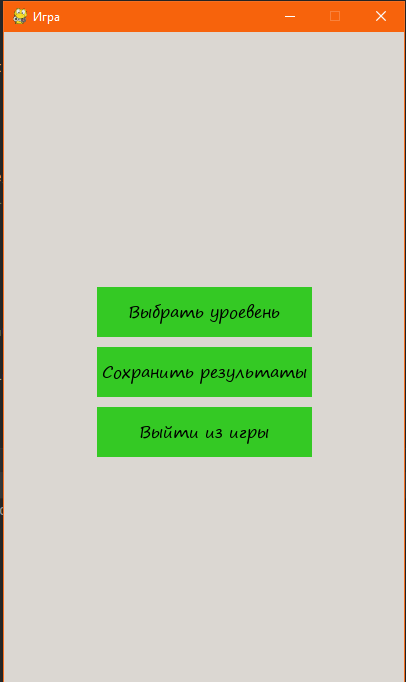 Игра
Выбрать уроевень
Сохранить результаты
Выйти из игры